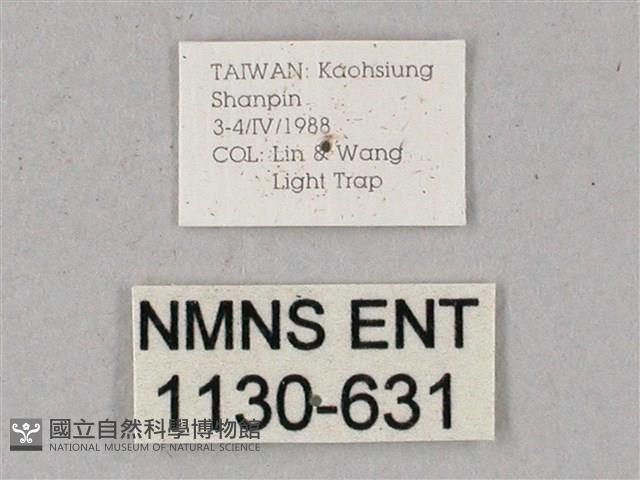 TAIWAN: Kaohsiung
Shanpin
3-4/IV/1988
COL: Lin & Wang
Light Trap
NMNS ENT
1130-631
國立自然科學博物館
NATIONAL MUSEUM OF NATURAL SCIENCE